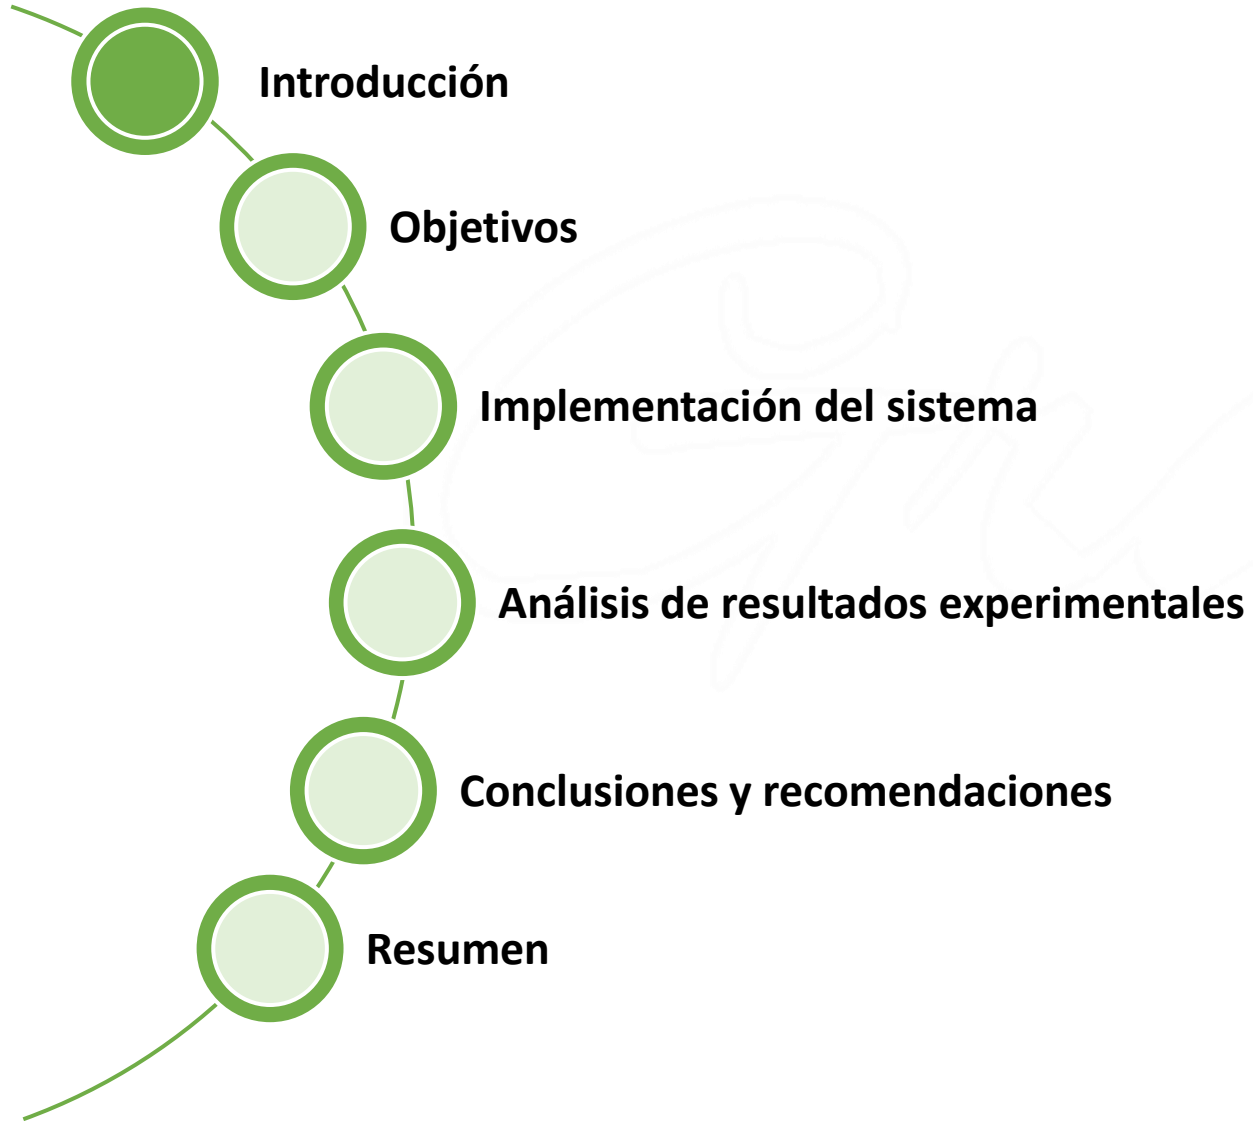 Introducción
Objetivos
Implementación del sistema
Análisis de resultados experimentales
Conclusiones y recomendaciones
Resumen